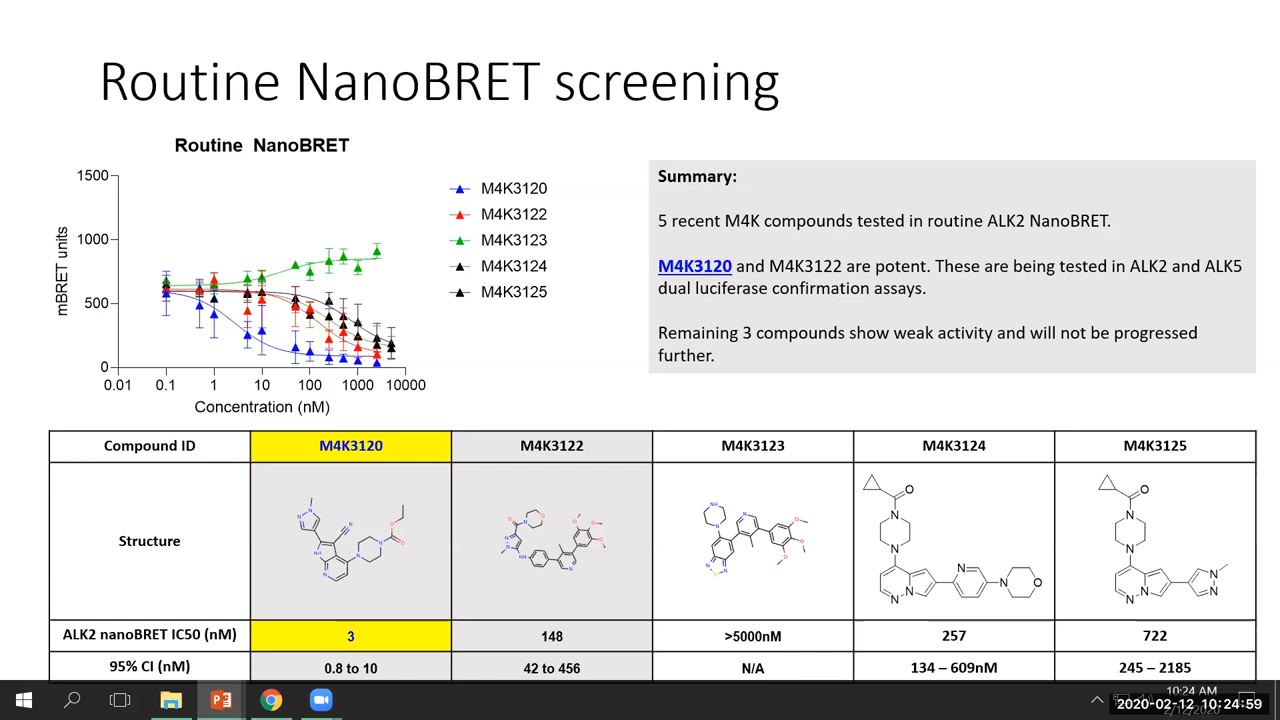 Routine NanoBRET screening
Routine NanoBRET
1500
1000
500
0
mBRET units
0.01 0.1 1 10 100 1000 10000
Concentration (nM)
M4K3120
M4K3122
M4K3123
M4K3124
M4K3125
Summary:
5 recent M4K compounds tested in routine ALK2 NanoBRET.
M4K3120 and M4K3122 are potent. These are being tested in ALK2 and ALK5
dual luciferase confirmation assays.
Remaining 3 compounds show weak activity and will not be progressed
further.
Compound ID M4K3120 M4K3122 M4K3123 M4K3124 M4K3125
Structure
ALK2 nanoBRET IC50 (nM) 3 148 >5000nM 257 722
95% CI (nM) 0.8 to 10 42 to 456 N/A 134 – 609nM 245 – 2185
10:24 AM
2020-02-12 10:24:59